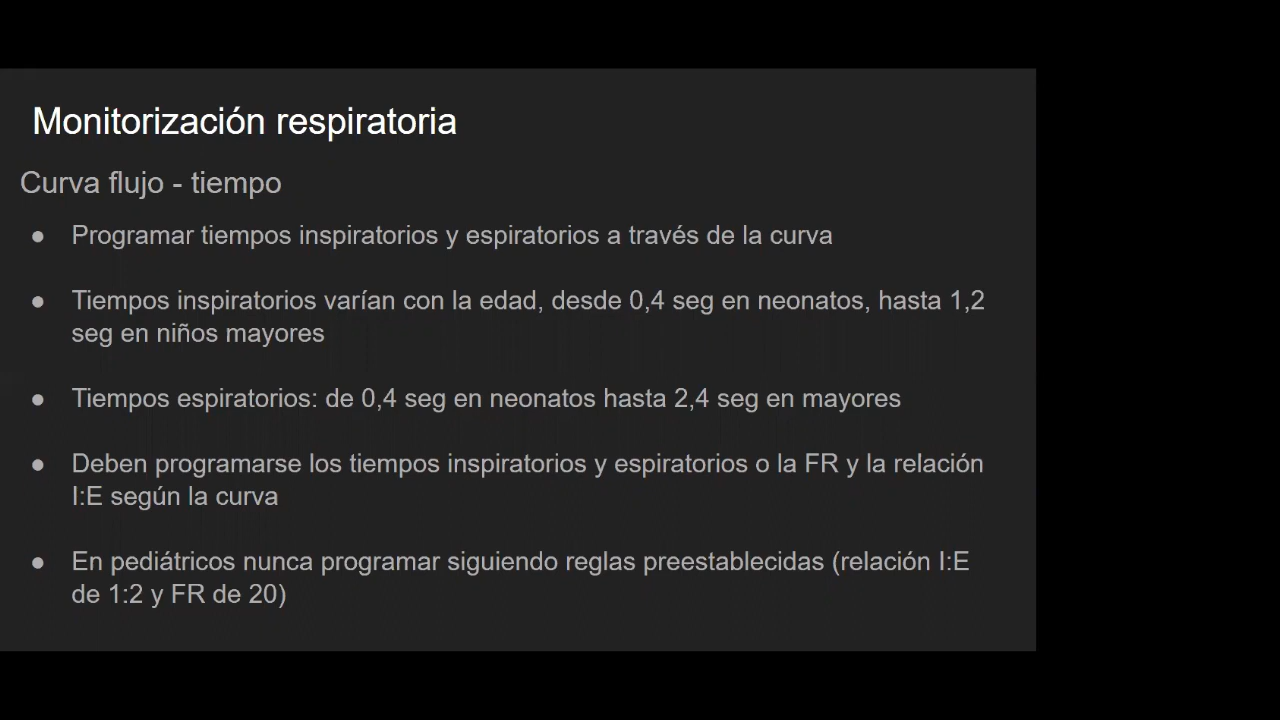 Monitorización respiratoria
Curva flujo - tiempo
● Programar tiempos inspiratorios y espiratorios a través de la curva
● Tiempos inspiratorios varían con la edad, desde 0,4 seg en neonatos, hasta 1,2
seg en niños mayores
● Tiempos espiratorios: de 0,4 seg en neonatos hasta 2,4 seg en mayores
● Deben programarse los tiempos inspiratorios y espiratorios o la FR y la relación
I:E según la curva
● En pediátricos nunca programar siguiendo reglas preestablecidas (relación I:E
de 1:2 y FR de 20)